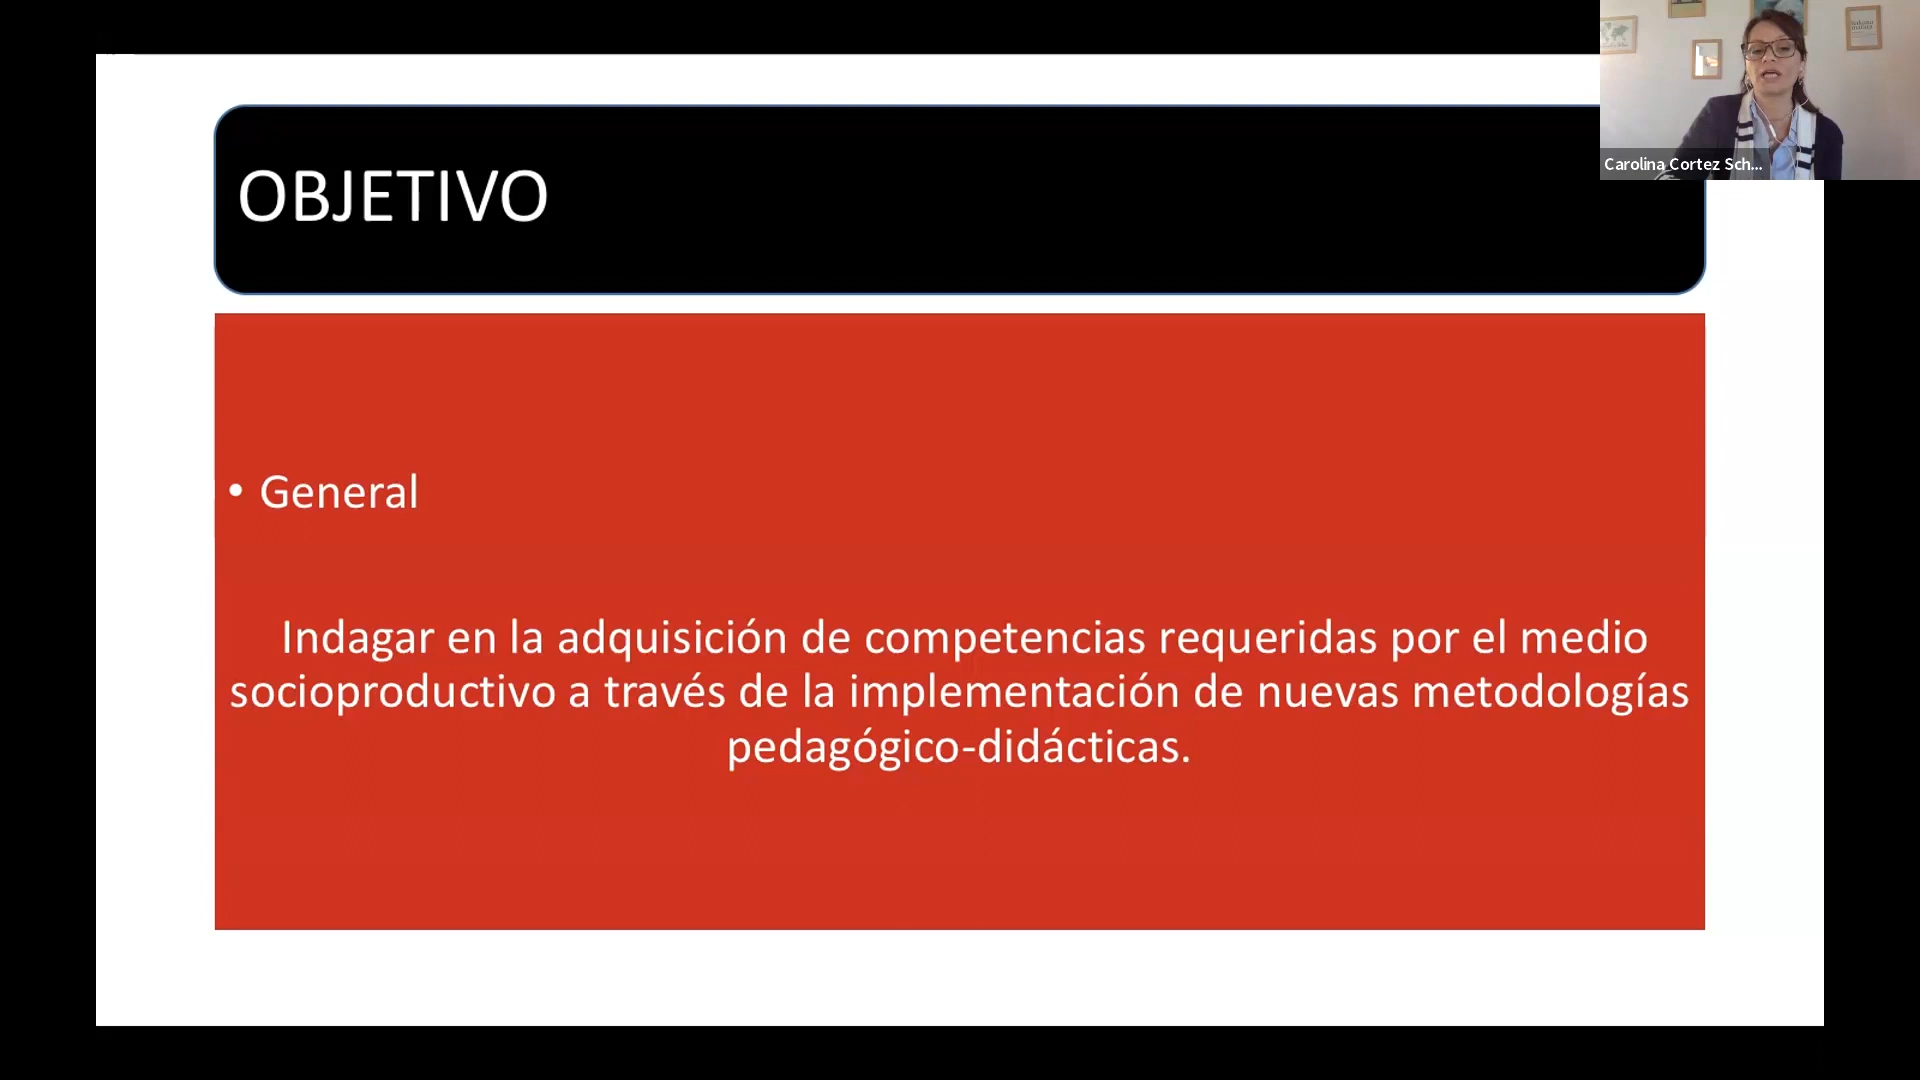 OBJETIVO
Carolina Cortez Sch...
• General
Indagar en la adquisición de competencias requeridas por el medio
socioproductivo a través de la implementación de nuevas metodologías
pedagógico-didácticas.